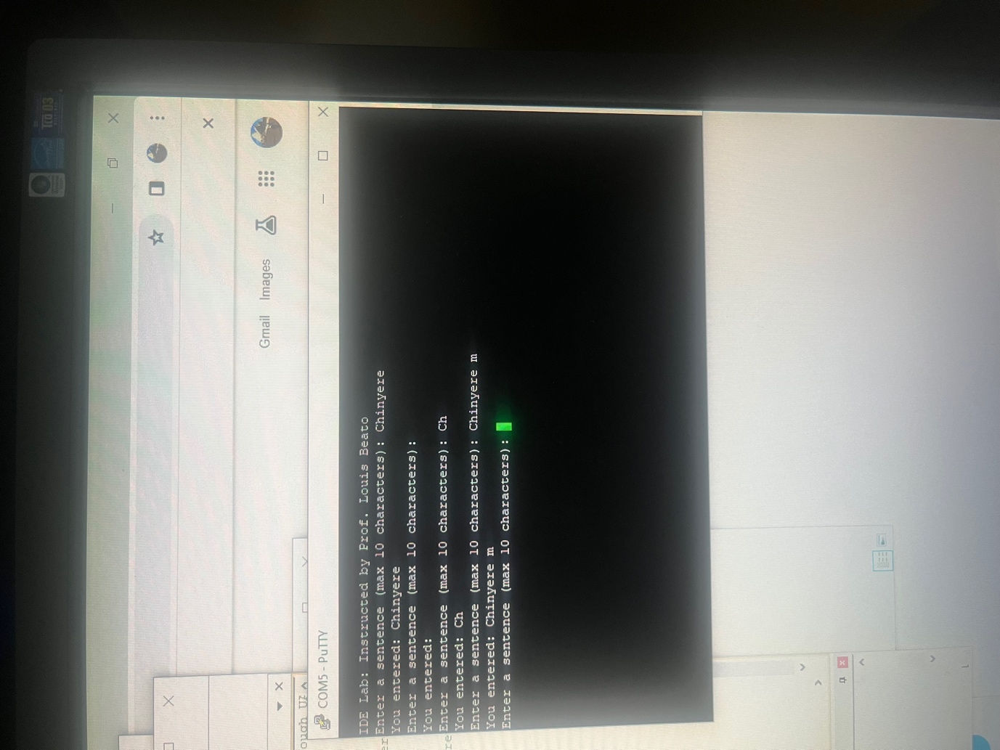 TCO 03
Gmail Images
COM5 - PuTTY
IDE Lab: Instructed by Prof. Louis Beato
Enter a sentence (max 10 characters): Chinyere
You entered: Chinyere
Enter a sentence (max 10 characters):
You entered:
Enter a sentence (max 10 characters): Ch
You entered: Ch
Enter a sentence (max 10 characters): Chinyere m
You entered: Chinyere m
Enter a sentence (max 10 characters):